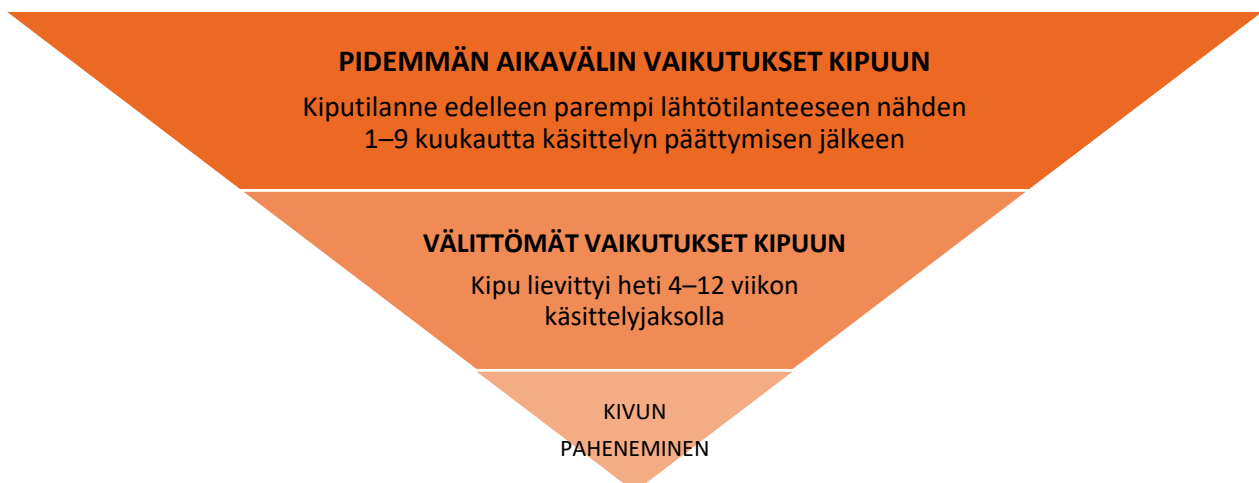 PIDEMMÄN AIKAVÄLIN VAIKUTUKSET KIPUUN
Kiputilanne edelleen parempi lähtötilanteeseen nähden
1–9 kuukautta käsittelyn päättymisen jälkeen
VÄLITTÖMÄT VAIKUTUKSET KIPUUN
Kipu lievittyi heti 4–12 viikon
käsittelyjaksolla
KIVUN
PAHENEMINEN